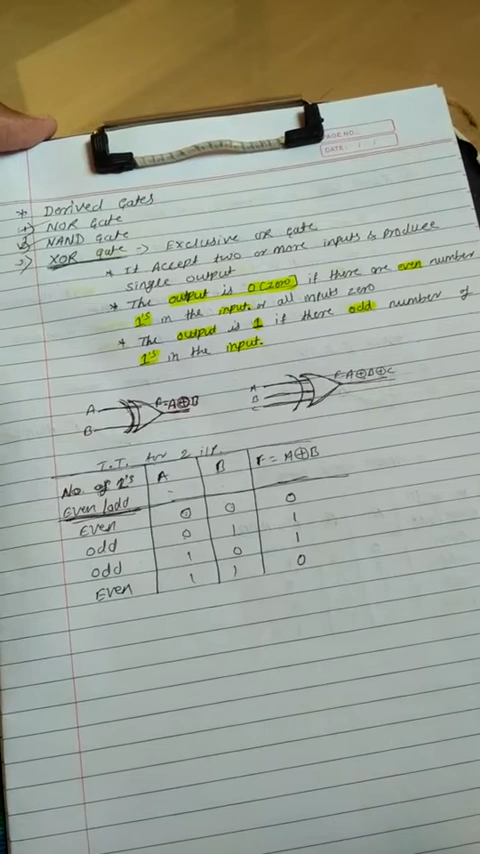 PAGE NO.
DATE: / /
* Derived Gates
1) NOR Gate
2) NAND Gate
3) XOR gate -> Exclusive OR gate
* It Accept two or more inputs & produce
single output
* The output is 0 (zero) if there are even number
1's in the input. or all inputs zero
* The output is 1 if there odd number of
1's in the input.
A
B
F=A⊕B
A
B
C
F=A⊕B⊕C
T.T. for 2 i/p.
No. of 1's Even/odd A B F = A⊕B
Even 0 0 0
odd 0 1 1
odd 1 0 1
Even 1 1 0